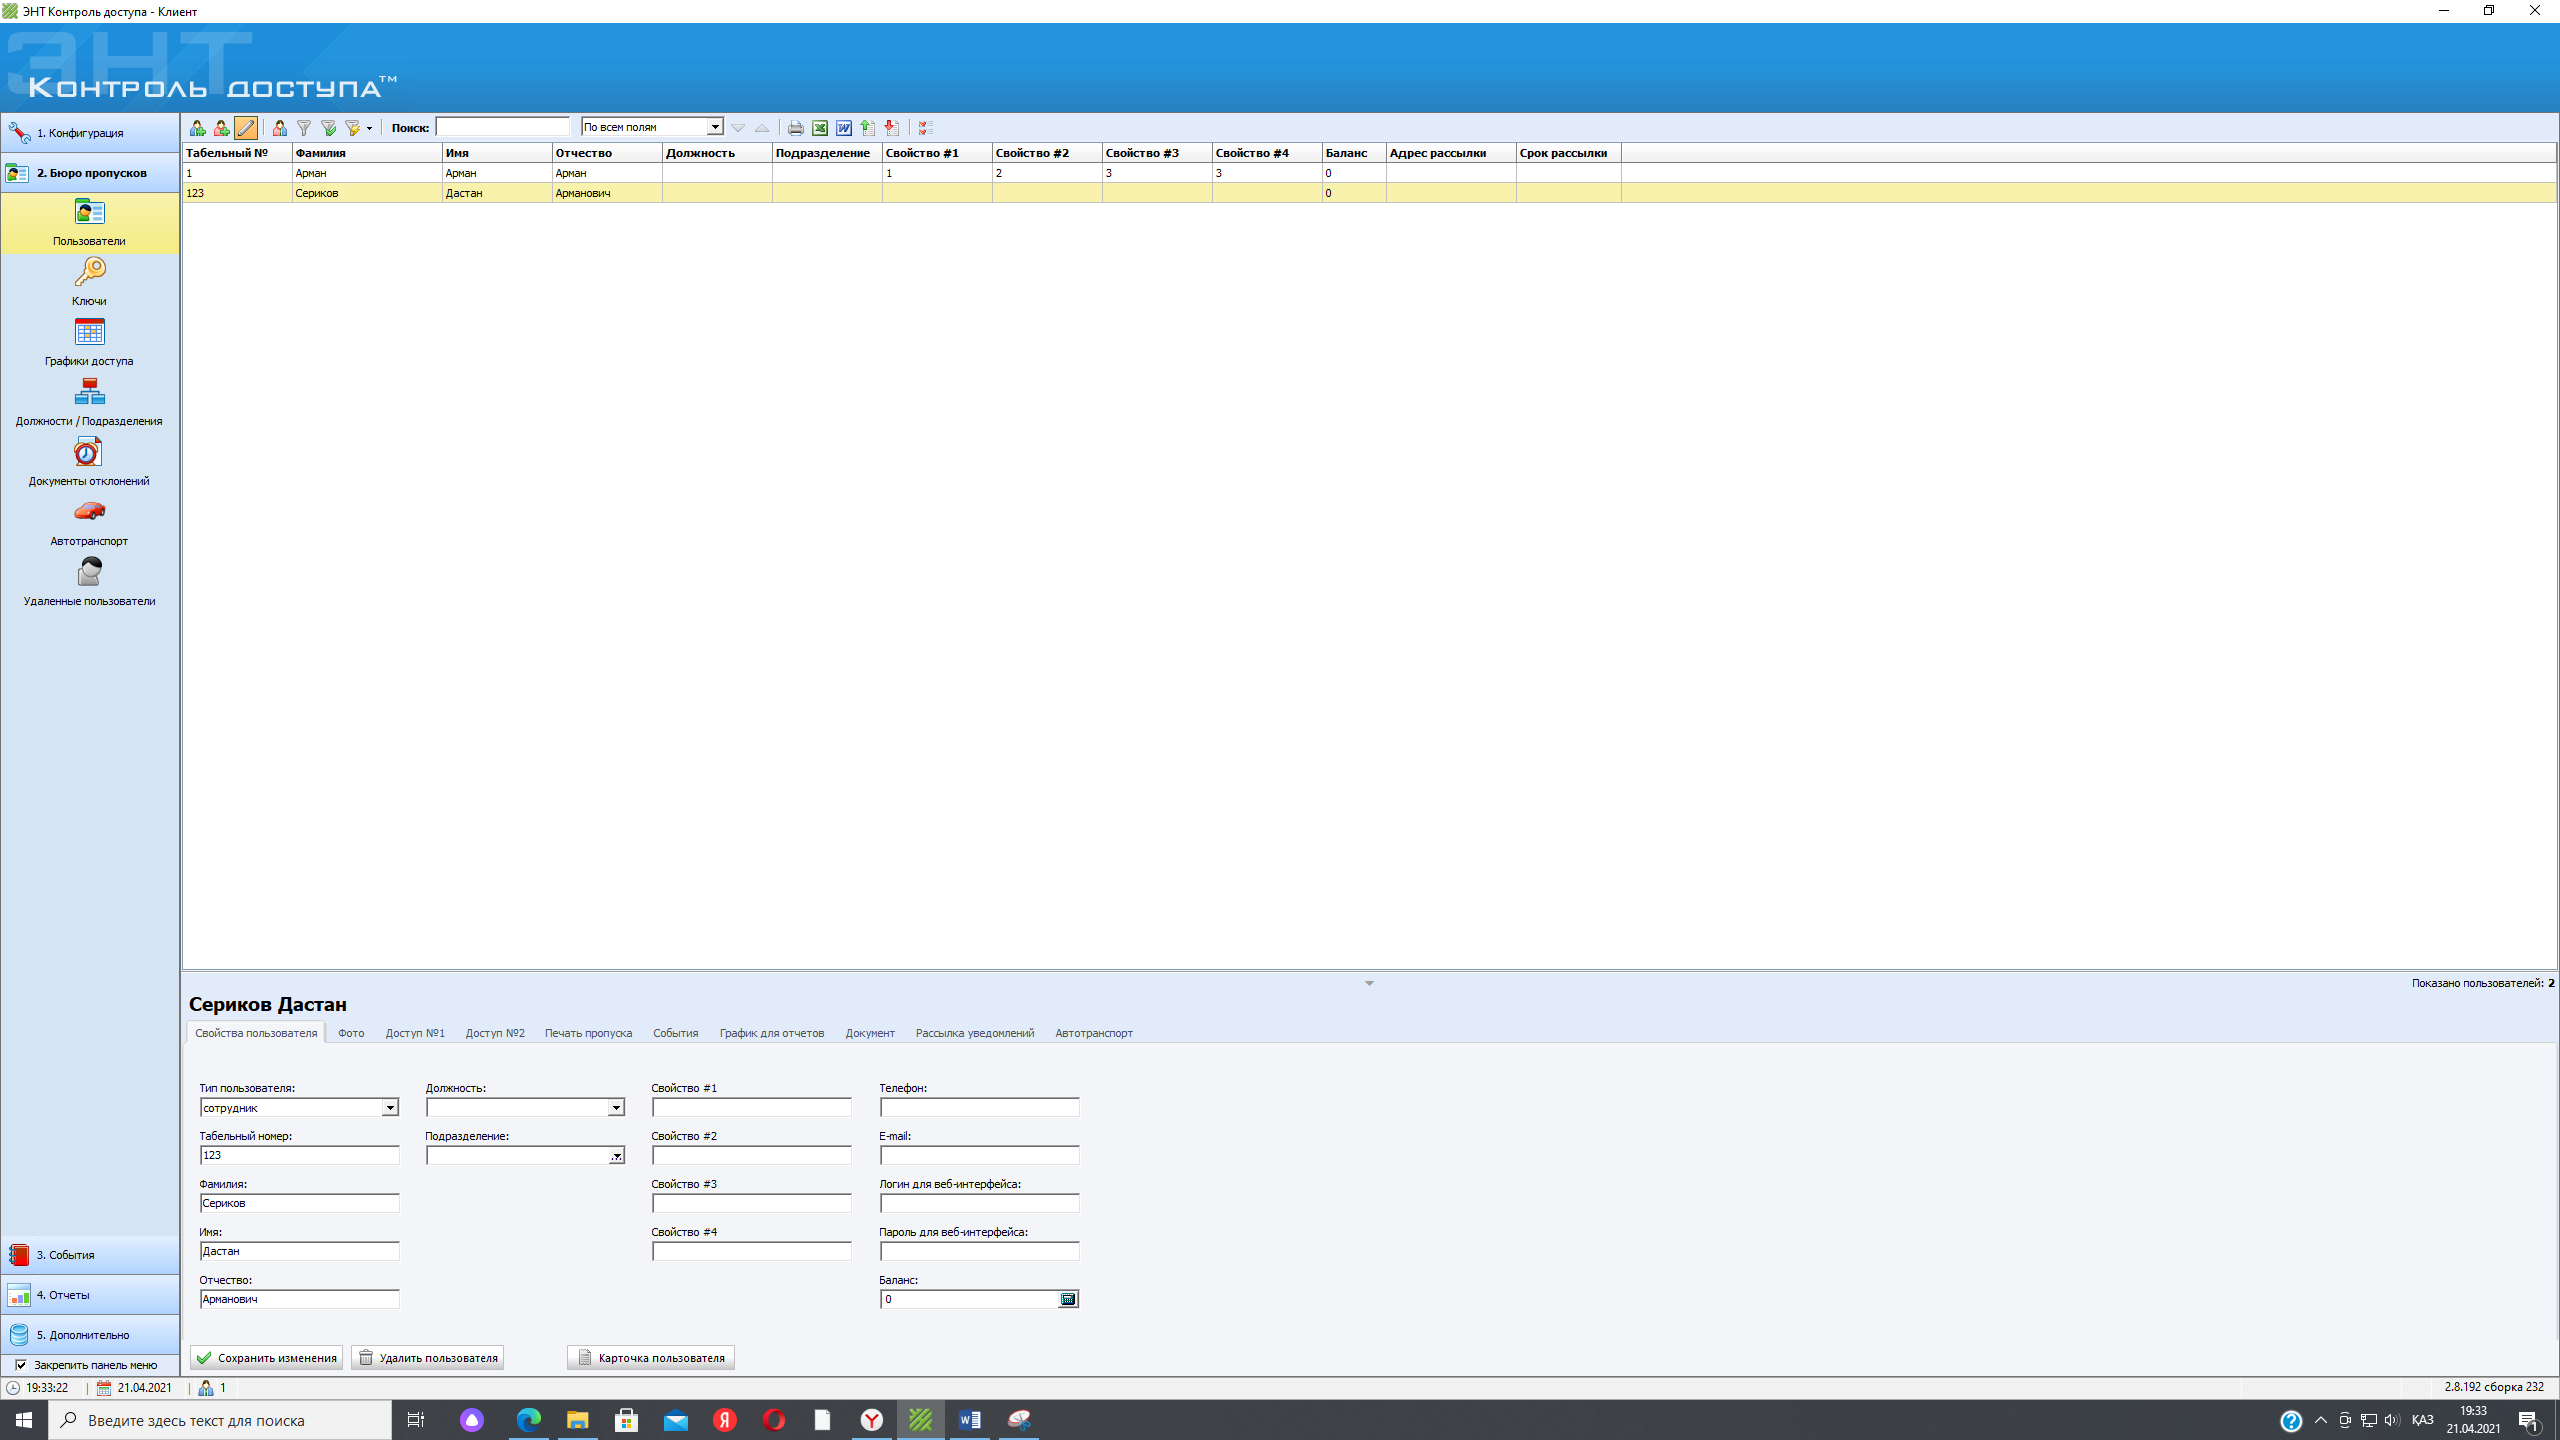 ЭНТ Контроль доступа - Клиент
ЭНТ
Контроль доступа™
1. Конфигурация
2. Бюро пропусков
Пользователи
Ключи
Графики доступа
Должности / Подразделения
Документы отклонений
Автотранспорт
Удаленные пользователи
3. События
4. Отчеты
5. Дополнительно
Закрепить панель меню
Поиск: По всем полям
Табельный № Фамилия Имя Отчество Должность Подразделение Свойство #1 Свойство #2 Свойство #3 Свойство #4 Баланс Адрес рассылки Срок рассылки
1 Арман Арман Арман 1 2 3 3 0
123 Сериков Дастан Арманович 0
Показано пользователей: 2
Сериков Дастан
Свойства пользователя Фото Доступ №1 Доступ №2 Печать пропуска События График для отчетов Документ Рассылка уведомлений Автотранспорт
Тип пользователя: Должность: Свойство #1 Телефон:
сотрудник
Табельный номер: Подразделение: Свойство #2 E-mail:
123
Фамилия: Свойство #3 Логин для веб-интерфейса:
Сериков
Имя: Свойство #4 Пароль для веб-интерфейса:
Дастан
Отчество: Баланс:
Арманович 0
Сохранить изменения Удалить пользователя Карточка пользователя
19:33:22 21.04.2021 1 2.8.192 сборка 232
Введите здесь текст для поиска ҚАЗ 19:33
21.04.2021 1